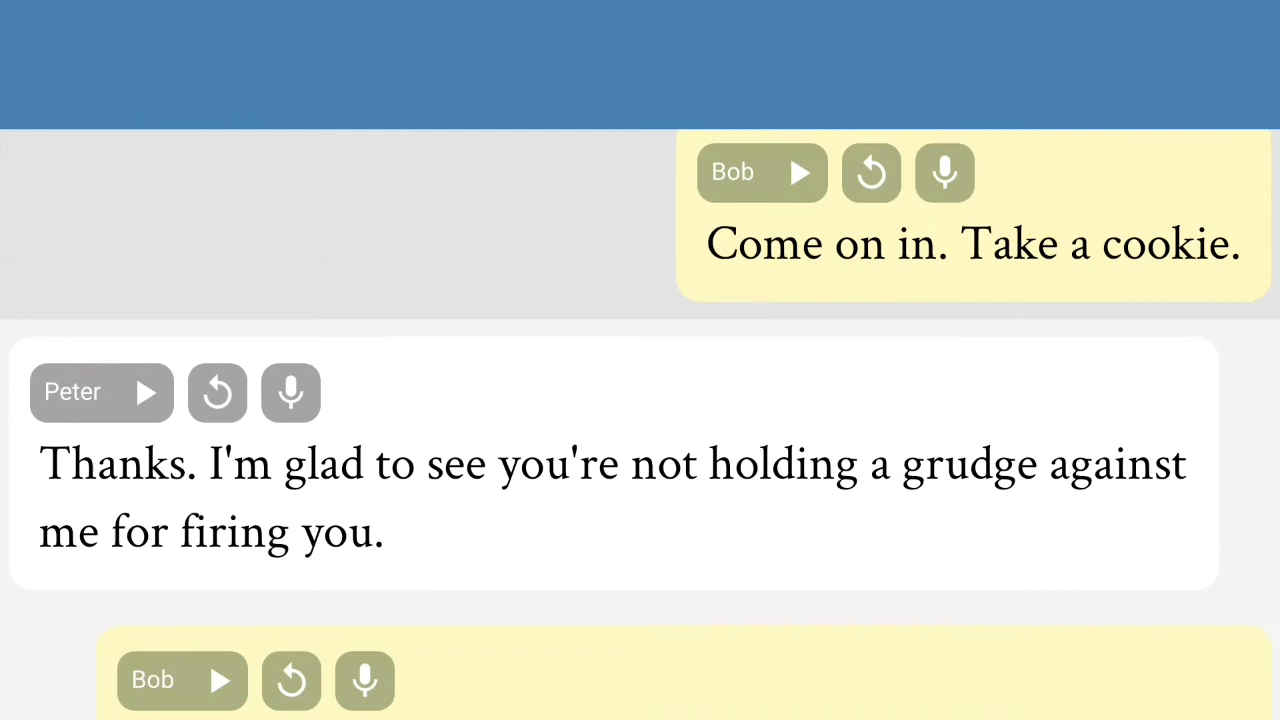 Bob
Come on in. Take a cookie.
Peter
Thanks. I'm glad to see you're not holding a grudge against
me for firing you.
Bob